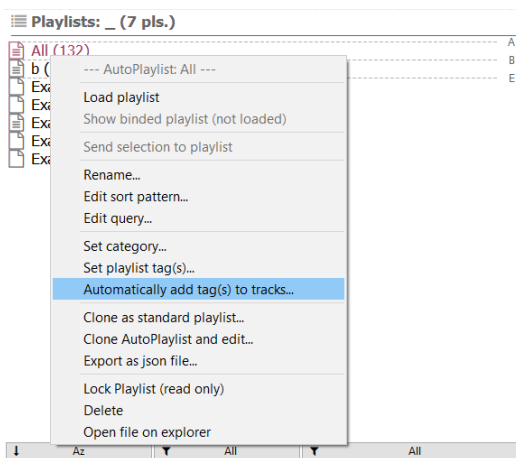 Playlists: _ (7 pls.)
All (132)
A
b (
B
Exa
E
Exa
Exa
Exa
Exa
--- AutoPlaylist: All ---
Load playlist
Show binded playlist (not loaded)
Send selection to playlist
Rename...
Edit sort pattern...
Edit query...
Set category...
Set playlist tag(s)...
Automatically add tag(s) to tracks...
Clone as standard playlist...
Clone AutoPlaylist and edit...
Export as json file...
Lock Playlist (read only)
Delete
Open file on explorer
Az All All